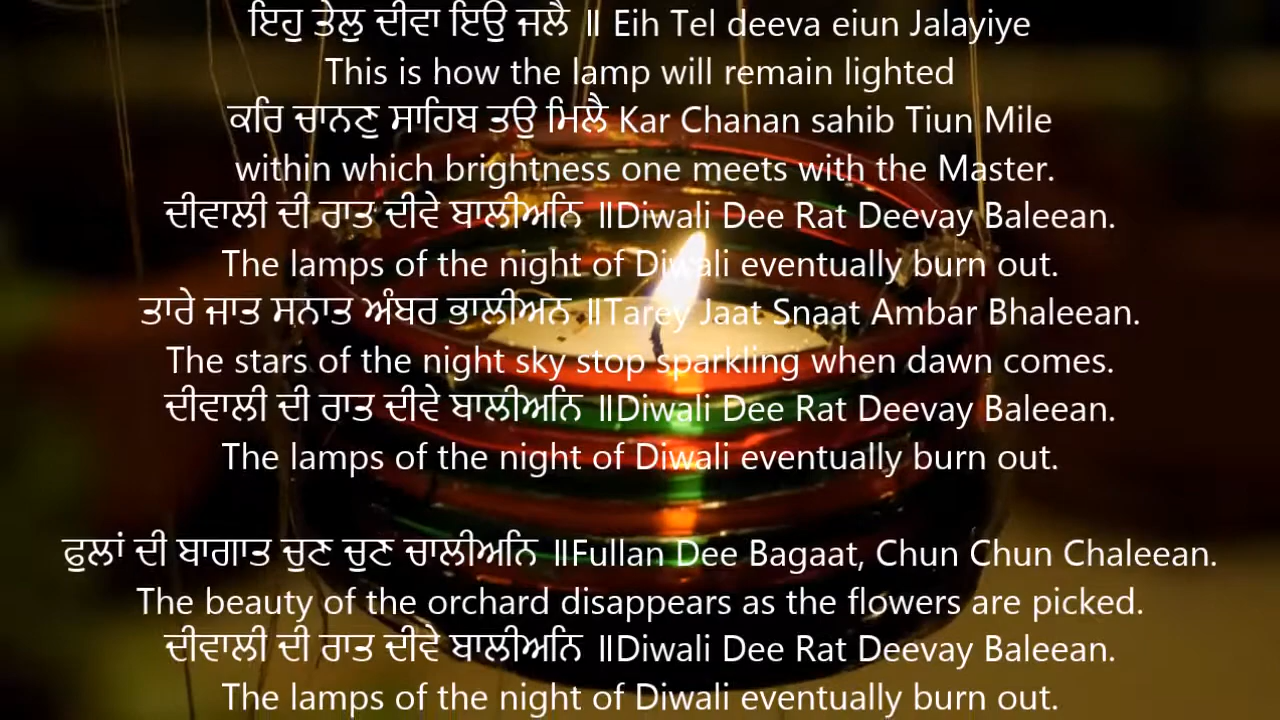 ਇਹੁ ਤੇਲੁ ਦੀਵਾ ਇਉ ਜਲੈ ॥ Eih Tel deeva eiun Jalayiye
This is how the lamp will remain lighted
ਕਰਿ ਚਾਨਣੁ ਸਾਹਿਬ ਤਉ ਮਿਲੈ Kar Chanan sahib Tiun Mile
within which brightness one meets with the Master.
ਦੀਵਾਲੀ ਦੀ ਰਾਤ ਦੀਵੇ ਬਾਲੀਅਨਿ ॥Diwali Dee Rat Deevay Baleean.
The lamps of the night of Diwali eventually burn out.
ਤਾਰੇ ਜਾਤ ਸਨਾਤ ਅੰਬਰ ਭਾਲੀਅਨ ॥Tarey Jaat Snaat Ambar Bhaleean.
The stars of the night sky stop sparkling when dawn comes.
ਦੀਵਾਲੀ ਦੀ ਰਾਤ ਦੀਵੇ ਬਾਲੀਅਨਿ ॥Diwali Dee Rat Deevay Baleean.
The lamps of the night of Diwali eventually burn out.
ਫੁਲਾਂ ਦੀ ਬਾਗਾਤ ਚੁਣ ਚੁਣ ਚਾਲੀਅਨਿ ॥Fullan Dee Bagaat, Chun Chun Chaleean.
The beauty of the orchard disappears as the flowers are picked.
ਦੀਵਾਲੀ ਦੀ ਰਾਤ ਦੀਵੇ ਬਾਲੀਅਨਿ ॥Diwali Dee Rat Deevay Baleean.
The lamps of the night of Diwali eventually burn out.